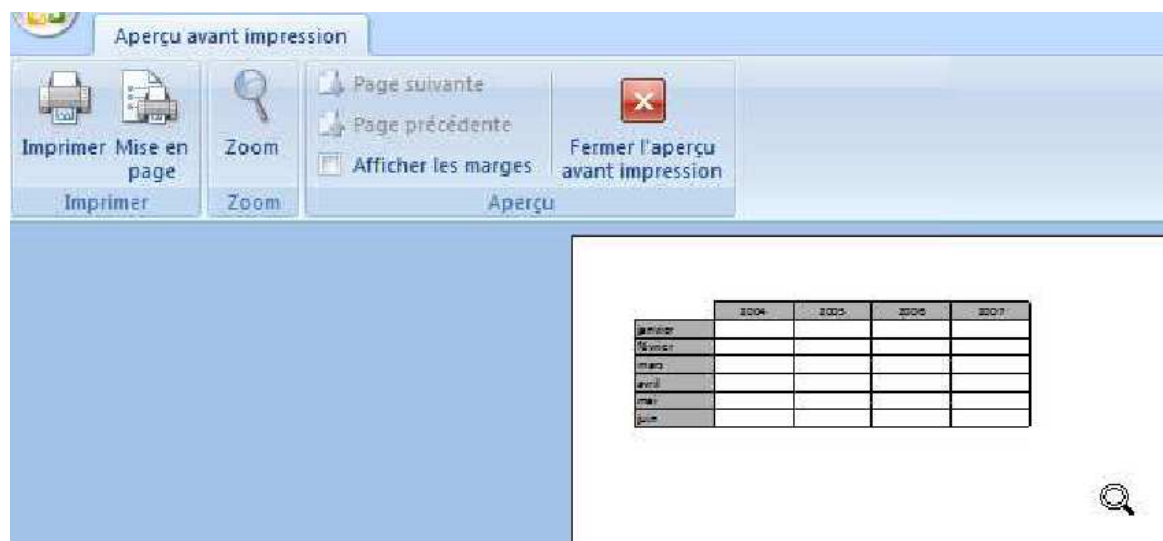 Aperçu avant impression
Page suivante
Page précédente
Imprimer Mise en page
Zoom
Afficher les marges
Fermer l'aperçu
avant impression
Imprimer
Zoom
Aperçu
2004 2005 2006 2007
janvier
février
mars
avril
mai
juin